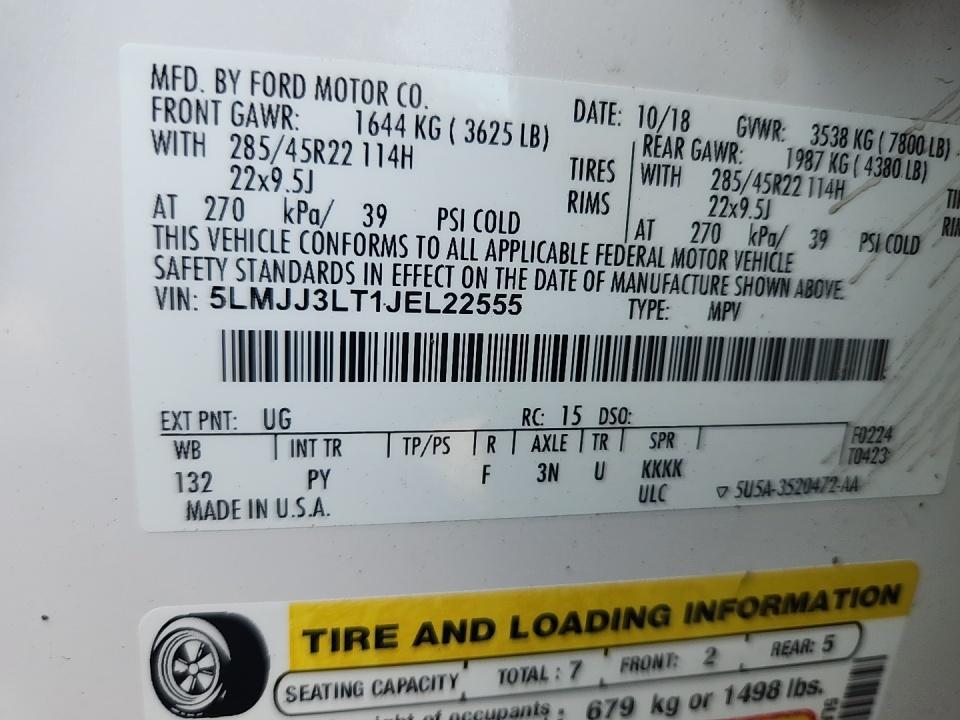 MFD. BY FORD MOTOR CO. DATE: 10/18 GVWR: 3538 KG ( 7800 LB)
FRONT GAWR: 1644 KG ( 3625 LB) REAR GAWR: 1987 KG ( 4380 LB)
WITH 285/45R22 114H TIRES WITH 285/45R22 114H
22x9.5J RIMS 22x9.5J
AT 270 kPa/ 39 PSI COLD AT 270 kPa/ 39 PSI COLD
THIS VEHICLE CONFORMS TO ALL APPLICABLE FEDERAL MOTOR VEHICLE
SAFETY STANDARDS IN EFFECT ON THE DATE OF MANUFACTURE SHOWN ABOVE.
VIN: 5LMJJ3LT1JEL22555 TYPE: MPV
EXT PNT: UG RC: 15 DSO:
WB INT TR TP/PS R AXLE TR SPR F0224
132 PY F 3N U KKKK T0423
ULC 5U5A-3520472-AA
MADE IN U.S.A.
TIRE AND LOADING INFORMATION
SEATING CAPACITY TOTAL : 7 FRONT: 2 REAR: 5
of occupants : 679 kg or 1498 lbs.